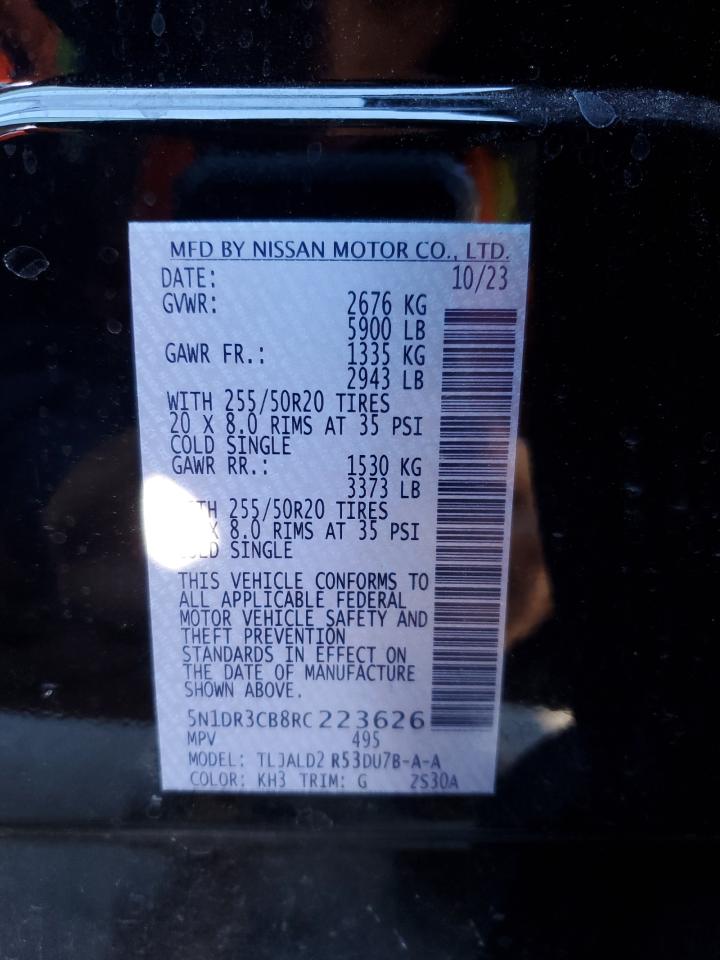 MFD BY NISSAN MOTOR CO., LTD.
DATE: 10/23
GVWR: 2676 KG
5900 LB
GAWR FR.: 1335 KG
2943 LB
WITH 255/50R20 TIRES
20 X 8.0 RIMS AT 35 PSI
COLD SINGLE
GAWR RR.: 1530 KG
3373 LB
WITH 255/50R20 TIRES
X 8.0 RIMS AT 35 PSI
COLD SINGLE
THIS VEHICLE CONFORMS TO
ALL APPLICABLE FEDERAL
MOTOR VEHICLE SAFETY AND
THEFT PREVENTION
STANDARDS IN EFFECT ON
THE DATE OF MANUFACTURE
SHOWN ABOVE.
5N1DR3CB8RC223626
MPV 495
MODEL: TLJALD2 R53DU7B-A-A
COLOR: KH3 TRIM: G 2S30A